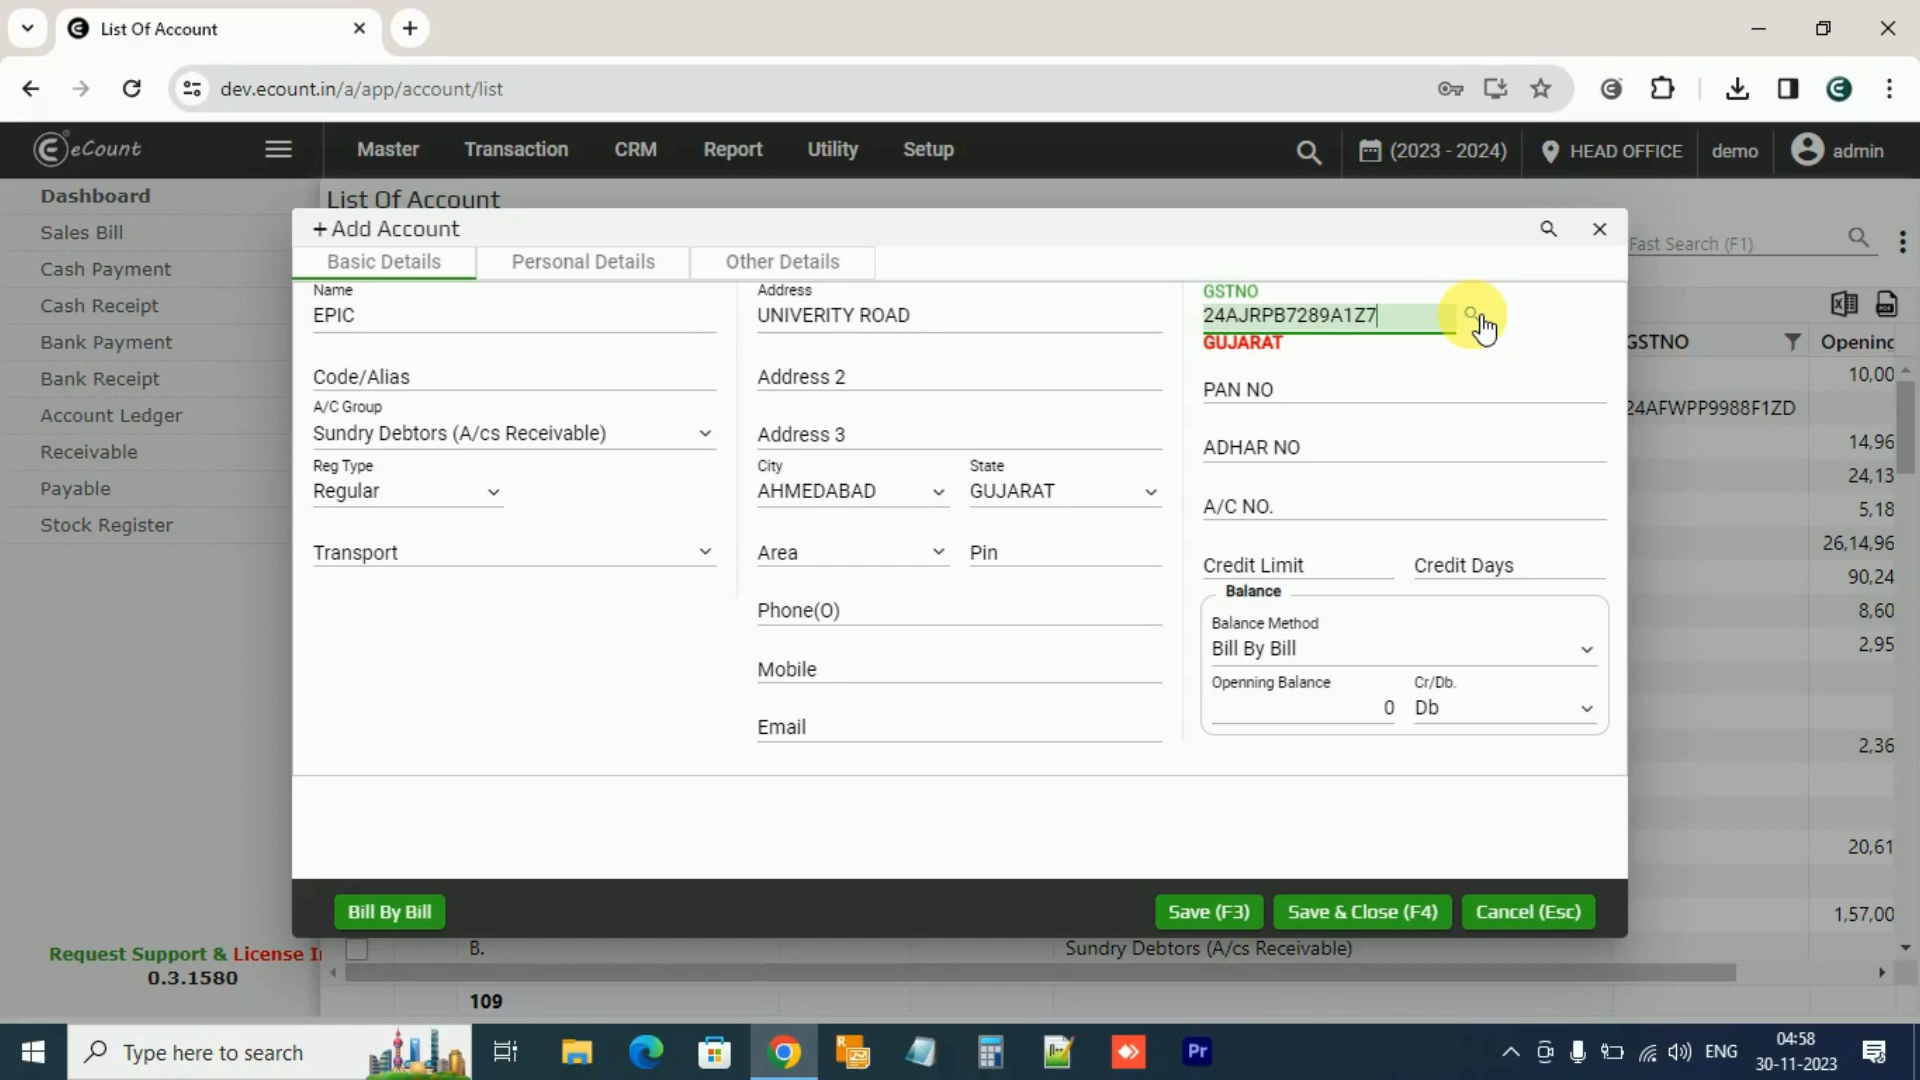 List Of Account
dev.ecount.in/a/app/account/list
eCount
Master
Transaction
CRM
Report
Utility
Setup
(2023 - 2024)
HEAD OFFICE
demo
admin
Dashboard
Sales Bill
Cash Payment
Cash Receipt
Bank Payment
Bank Receipt
Account Ledger
Receivable
Payable
Stock Register
Request Support & License I
0.3.1580
List Of Account
Fast Search (F1)
+ Add Account
Basic Details
Personal Details
Other Details
Name
EPIC
Code/Alias
A/C Group
Sundry Debtors (A/cs Receivable)
Reg Type
Regular
Transport
Address
UNIVERITY ROAD
Address 2
Address 3
City
AHMEDABAD
State
GUJARAT
Area
Pin
Phone(O)
Mobile
Email
GSTNO
24AJRPB7289A1Z7
GUJARAT
PAN NO
ADHAR NO
A/C NO.
Credit Limit
Credit Days
Balance
Balance Method
Bill By Bill
Openning Balance
0
Cr/Db.
Db
Bill By Bill
Save (F3)
Save & Close (F4)
Cancel (Esc)
GSTNO
Opening
10,00
24AFWPP9988F1ZD
14,96
24,13
5,18
26,14,96
90,24
8,60
2,95
2,36
20,61
1,57,00
B.
Sundry Debtors (A/cs Receivable)
109
Type here to search
Pr
ENG
04:58
30-11-2023